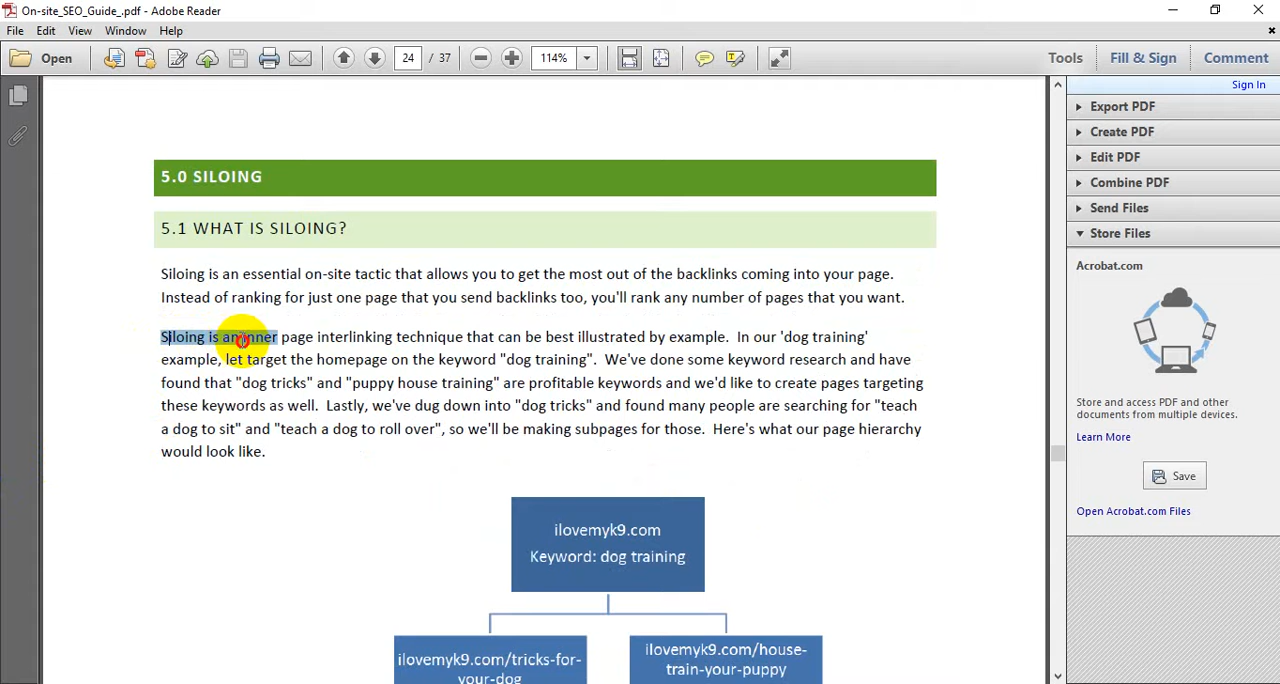 On-site_SEO_Guide_.pdf - Adobe Reader
File Edit View Window Help
Open 24 / 37 114% Tools Fill & Sign Comment
Sign In
Export PDF
Create PDF
Edit PDF
Combine PDF
Send Files
Store Files
Acrobat.com
Store and access PDF and other
documents from multiple devices.
Learn More
Save
Open Acrobat.com Files
5.0 SILOING
5.1 WHAT IS SILOING?
Siloing is an essential on-site tactic that allows you to get the most out of the backlinks coming into your page.
Instead of ranking for just one page that you send backlinks too, you'll rank any number of pages that you want.
Siloing is an inner page interlinking technique that can be best illustrated by example. In our 'dog training'
example, let target the homepage on the keyword "dog training". We've done some keyword research and have
found that "dog tricks" and "puppy house training" are profitable keywords and we'd like to create pages targeting
these keywords as well. Lastly, we've dug down into "dog tricks" and found many people are searching for "teach
a dog to sit" and "teach a dog to roll over", so we'll be making subpages for those. Here's what our page hierarchy
would look like.
ilovemyk9.com
Keyword: dog training
ilovemyk9.com/tricks-for-
your-dog
ilovemyk9.com/house-
train-your-puppy